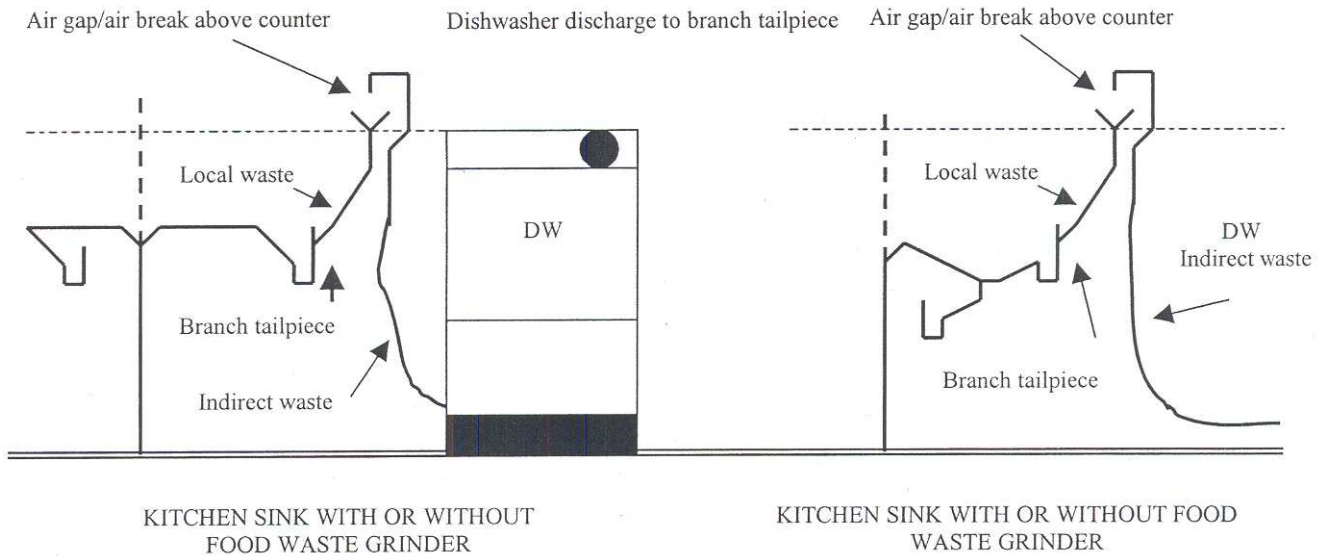 Air gap/air break above counter
Dishwasher discharge to branch tailpiece
Air gap/air break above counter
Local waste
DW
Branch tailpiece
Indirect waste
Local waste
DW
Indirect waste
Branch tailpiece
KITCHEN SINK WITH OR WITHOUT
FOOD WASTE GRINDER
KITCHEN SINK WITH OR WITHOUT FOOD
WASTE GRINDER